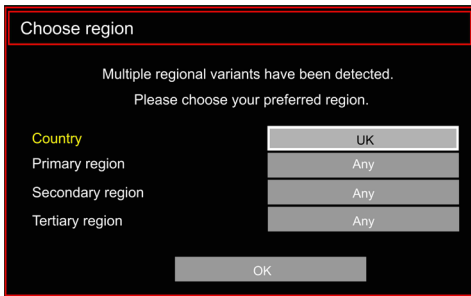 Choose region
Multiple regional variants have been detected.
Please choose your preferred region.
Country UK
Primary region Any
Secondary region Any
Tertiary region Any
OK